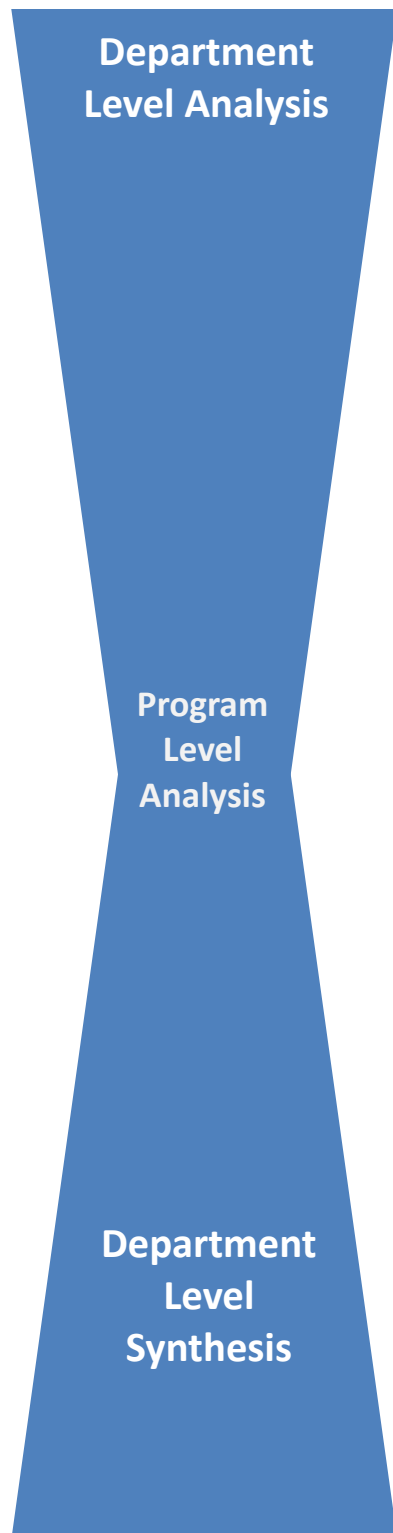 Department
Level Analysis
Program
Level
Analysis
Department
Level
Synthesis